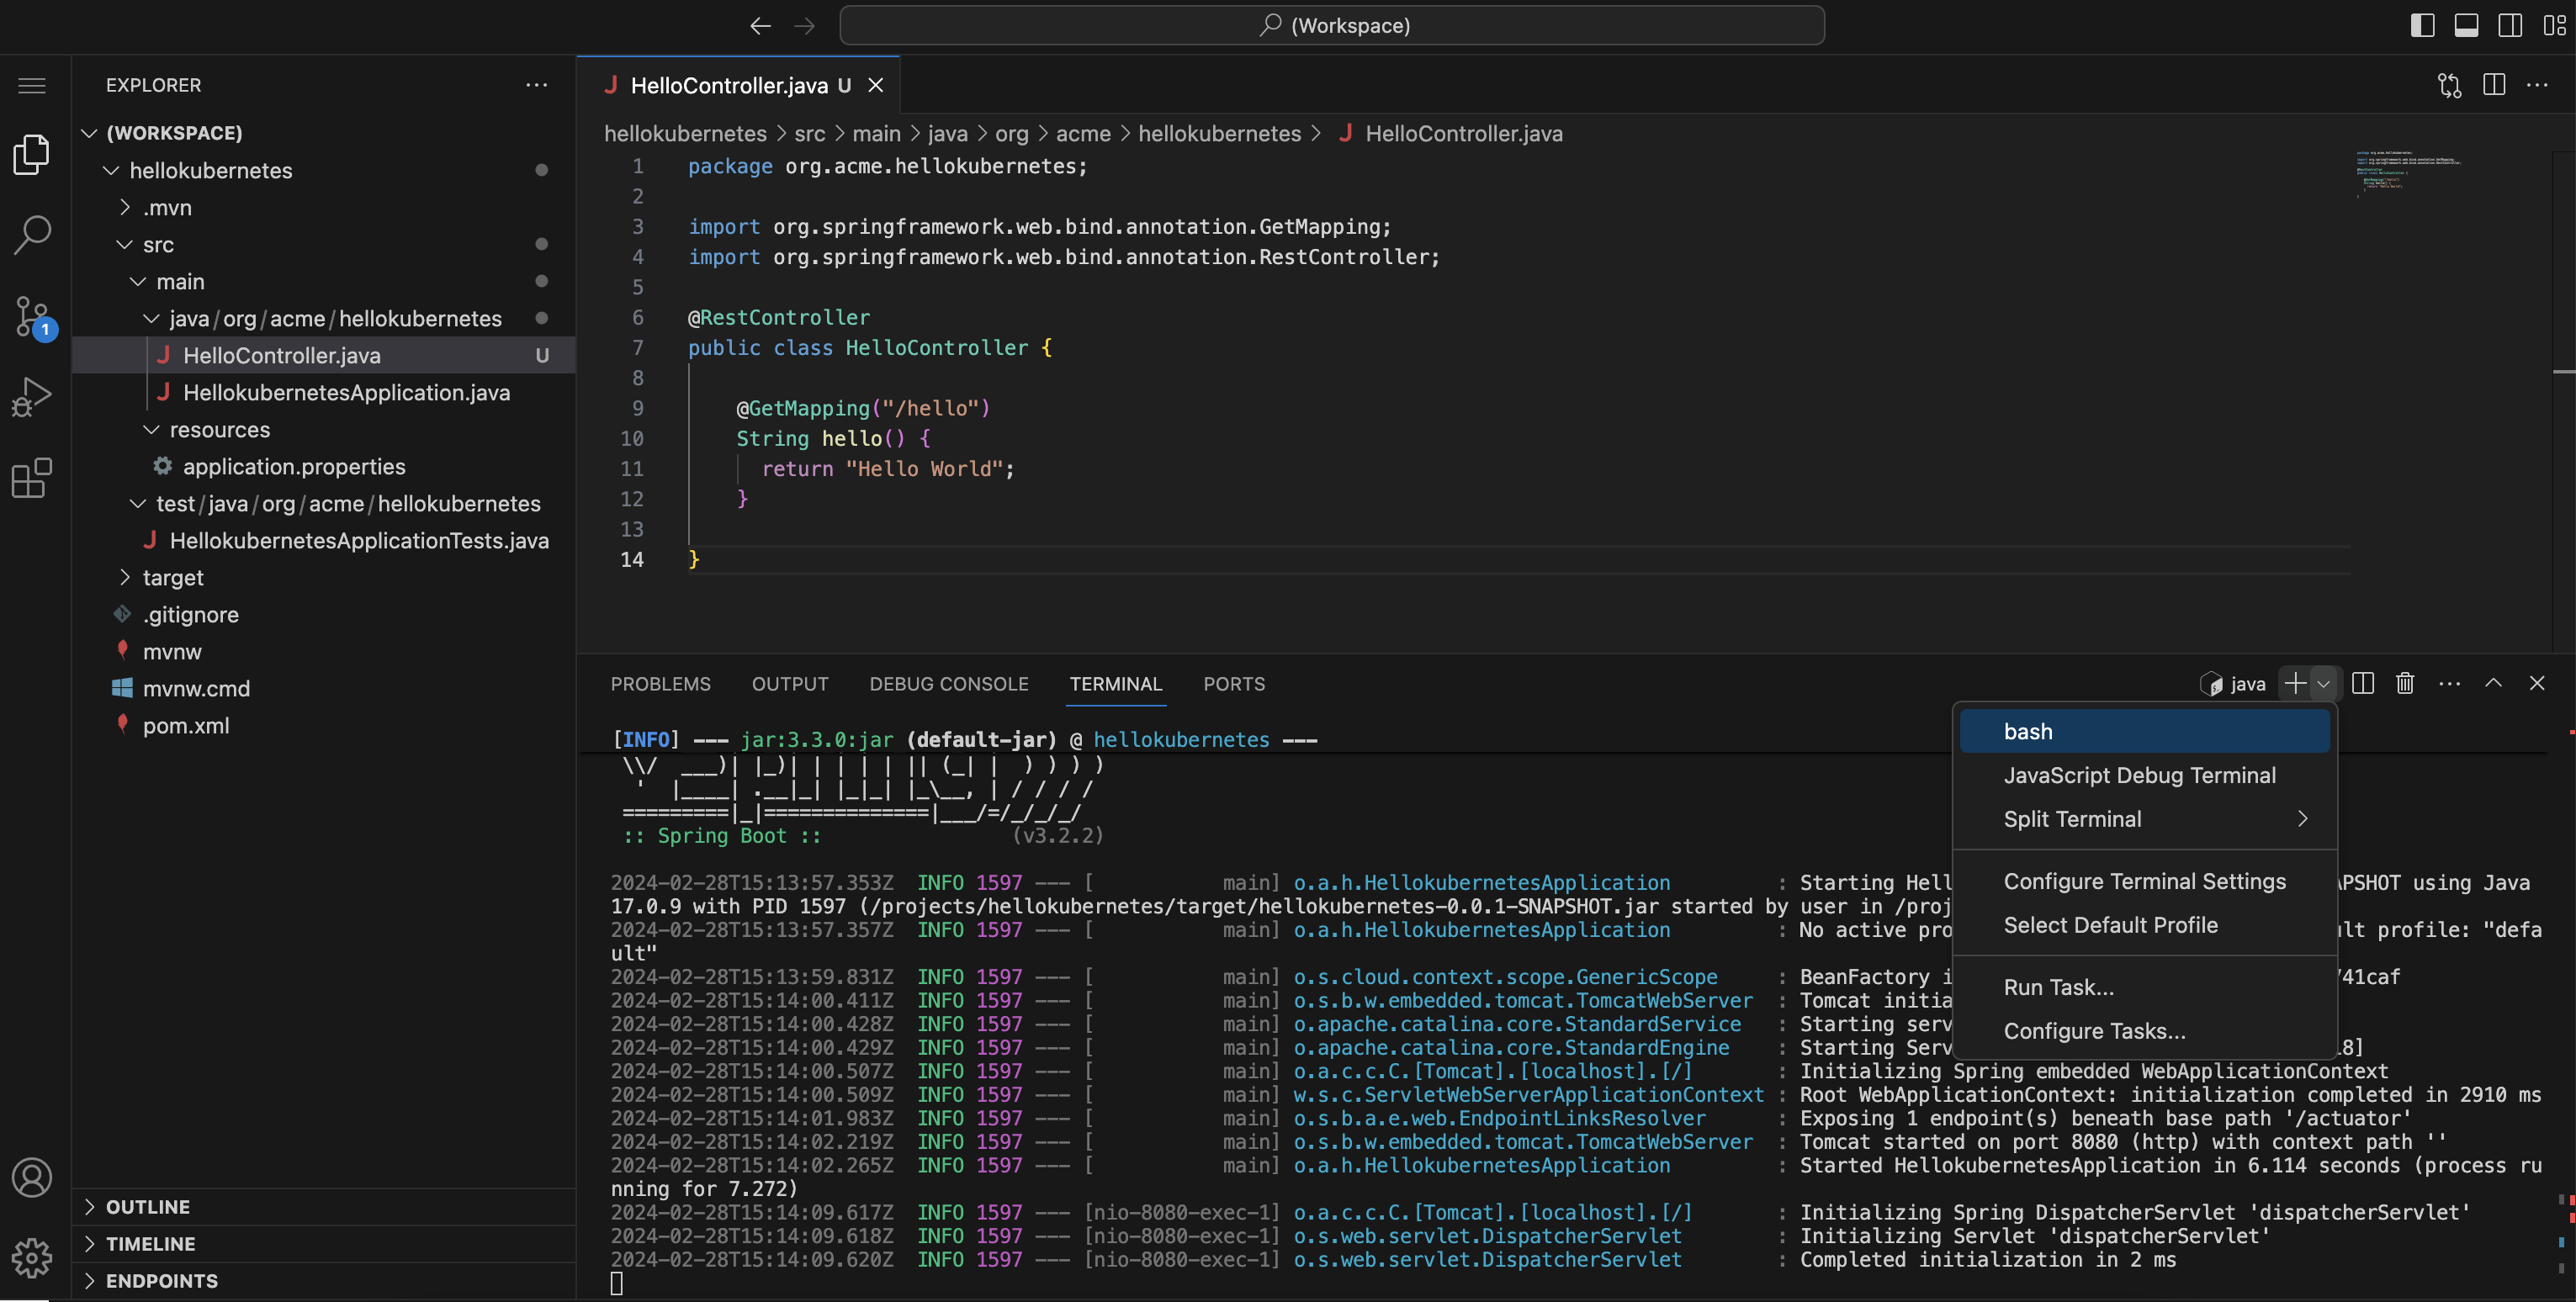 (Workspace)
EXPLORER
(WORKSPACE)
hellokubernetes
.mvn
src
main
java/org/acme/hellokubernetes
HelloController.java U
HellokubernetesApplication.java
resources
application.properties
test/java/org/acme/hellokubernetes
HellokubernetesApplicationTests.java
target
.gitignore
mvnw
mvnw.cmd
pom.xml
OUTLINE
TIMELINE
ENDPOINTS
1
HelloController.java U
hellokubernetes > src > main > java > org > acme > hellokubernetes > HelloController.java
1 package org.acme.hellokubernetes;
2
3 import org.springframework.web.bind.annotation.GetMapping;
4 import org.springframework.web.bind.annotation.RestController;
5
6 @RestController
7 public class HelloController {
8
9 @GetMapping("/hello")
10 String hello() {
11 return "Hello World";
12 }
13
14 }
PROBLEMS OUTPUT DEBUG CONSOLE TERMINAL PORTS
java
[INFO] --- jar:3.3.0:jar (default-jar) @ hellokubernetes ---
:: Spring Boot :: (v3.2.2)
2024-02-28T15:13:57.353Z INFO 1597 --- [ main] o.a.h.HellokubernetesApplication : Starting Hell APSHOT using Java
17.0.9 with PID 1597 (/projects/hellokubernetes/target/hellokubernetes-0.0.1-SNAPSHOT.jar started by user in /proj
2024-02-28T15:13:57.357Z INFO 1597 --- [ main] o.a.h.HellokubernetesApplication : No active pro lt profile: "defa
ult"
2024-02-28T15:13:59.831Z INFO 1597 --- [ main] o.s.cloud.context.scope.GenericScope : BeanFactory i 41caf
2024-02-28T15:14:00.411Z INFO 1597 --- [ main] o.s.b.w.embedded.tomcat.TomcatWebServer : Tomcat initia
2024-02-28T15:14:00.428Z INFO 1597 --- [ main] o.apache.catalina.core.StandardService : Starting serv
2024-02-28T15:14:00.429Z INFO 1597 --- [ main] o.apache.catalina.core.StandardEngine : Starting Serv 8]
2024-02-28T15:14:00.507Z INFO 1597 --- [ main] o.a.c.c.C.[Tomcat].[localhost].[/] : Initializing Spring embedded WebApplicationContext
2024-02-28T15:14:00.509Z INFO 1597 --- [ main] w.s.c.ServletWebServerApplicationContext : Root WebApplicationContext: initialization completed in 2910 ms
2024-02-28T15:14:01.983Z INFO 1597 --- [ main] o.s.b.a.e.web.EndpointLinksResolver : Exposing 1 endpoint(s) beneath base path '/actuator'
2024-02-28T15:14:02.219Z INFO 1597 --- [ main] o.s.b.w.embedded.tomcat.TomcatWebServer : Tomcat started on port 8080 (http) with context path ''
2024-02-28T15:14:02.265Z INFO 1597 --- [ main] o.a.h.HellokubernetesApplication : Started HellokubernetesApplication in 6.114 seconds (process ru
nning for 7.272)
2024-02-28T15:14:09.617Z INFO 1597 --- [nio-8080-exec-1] o.a.c.c.C.[Tomcat].[localhost].[/] : Initializing Spring DispatcherServlet 'dispatcherServlet'
2024-02-28T15:14:09.618Z INFO 1597 --- [nio-8080-exec-1] o.s.web.servlet.DispatcherServlet : Initializing Servlet 'dispatcherServlet'
2024-02-28T15:14:09.620Z INFO 1597 --- [nio-8080-exec-1] o.s.web.servlet.DispatcherServlet : Completed initialization in 2 ms
bash
JavaScript Debug Terminal
Split Terminal
Configure Terminal Settings
Select Default Profile
Run Task...
Configure Tasks...